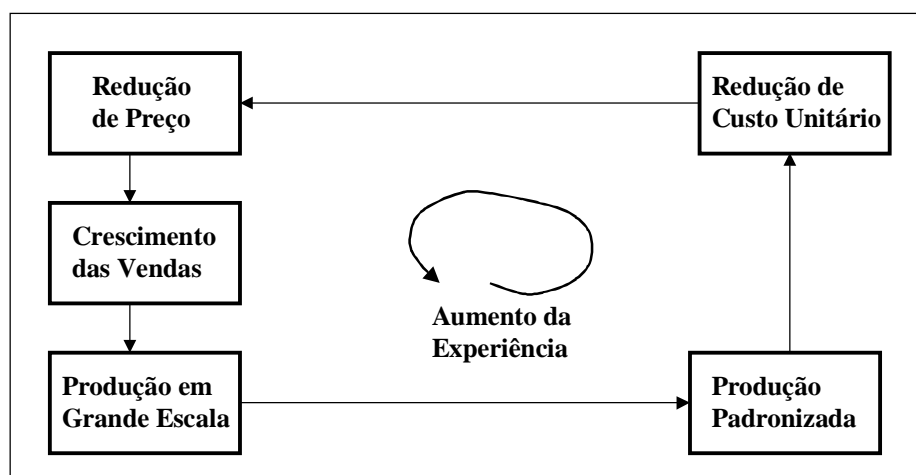 Redução
de Preço
Redução de
Custo Unitário
Crescimento
das Vendas
Aumento da
Experiência
Produção em
Grande Escala
Produção
Padronizada